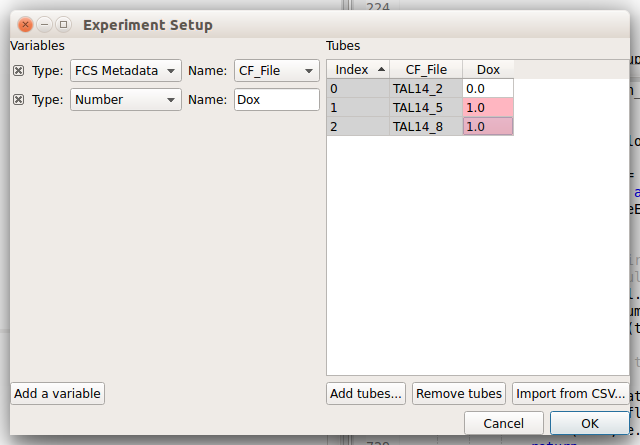 224
Experiment Setup
Variables
Tubes
Type: FCS Metadata Name: CF_File
Type: Number Name: Dox
Index CF_File Dox
0 TAL14_2 0.0
1 TAL14_5 1.0
2 TAL14_8 1.0
Add a variable
Add tubes... Remove tubes Import from CSV...
Cancel OK